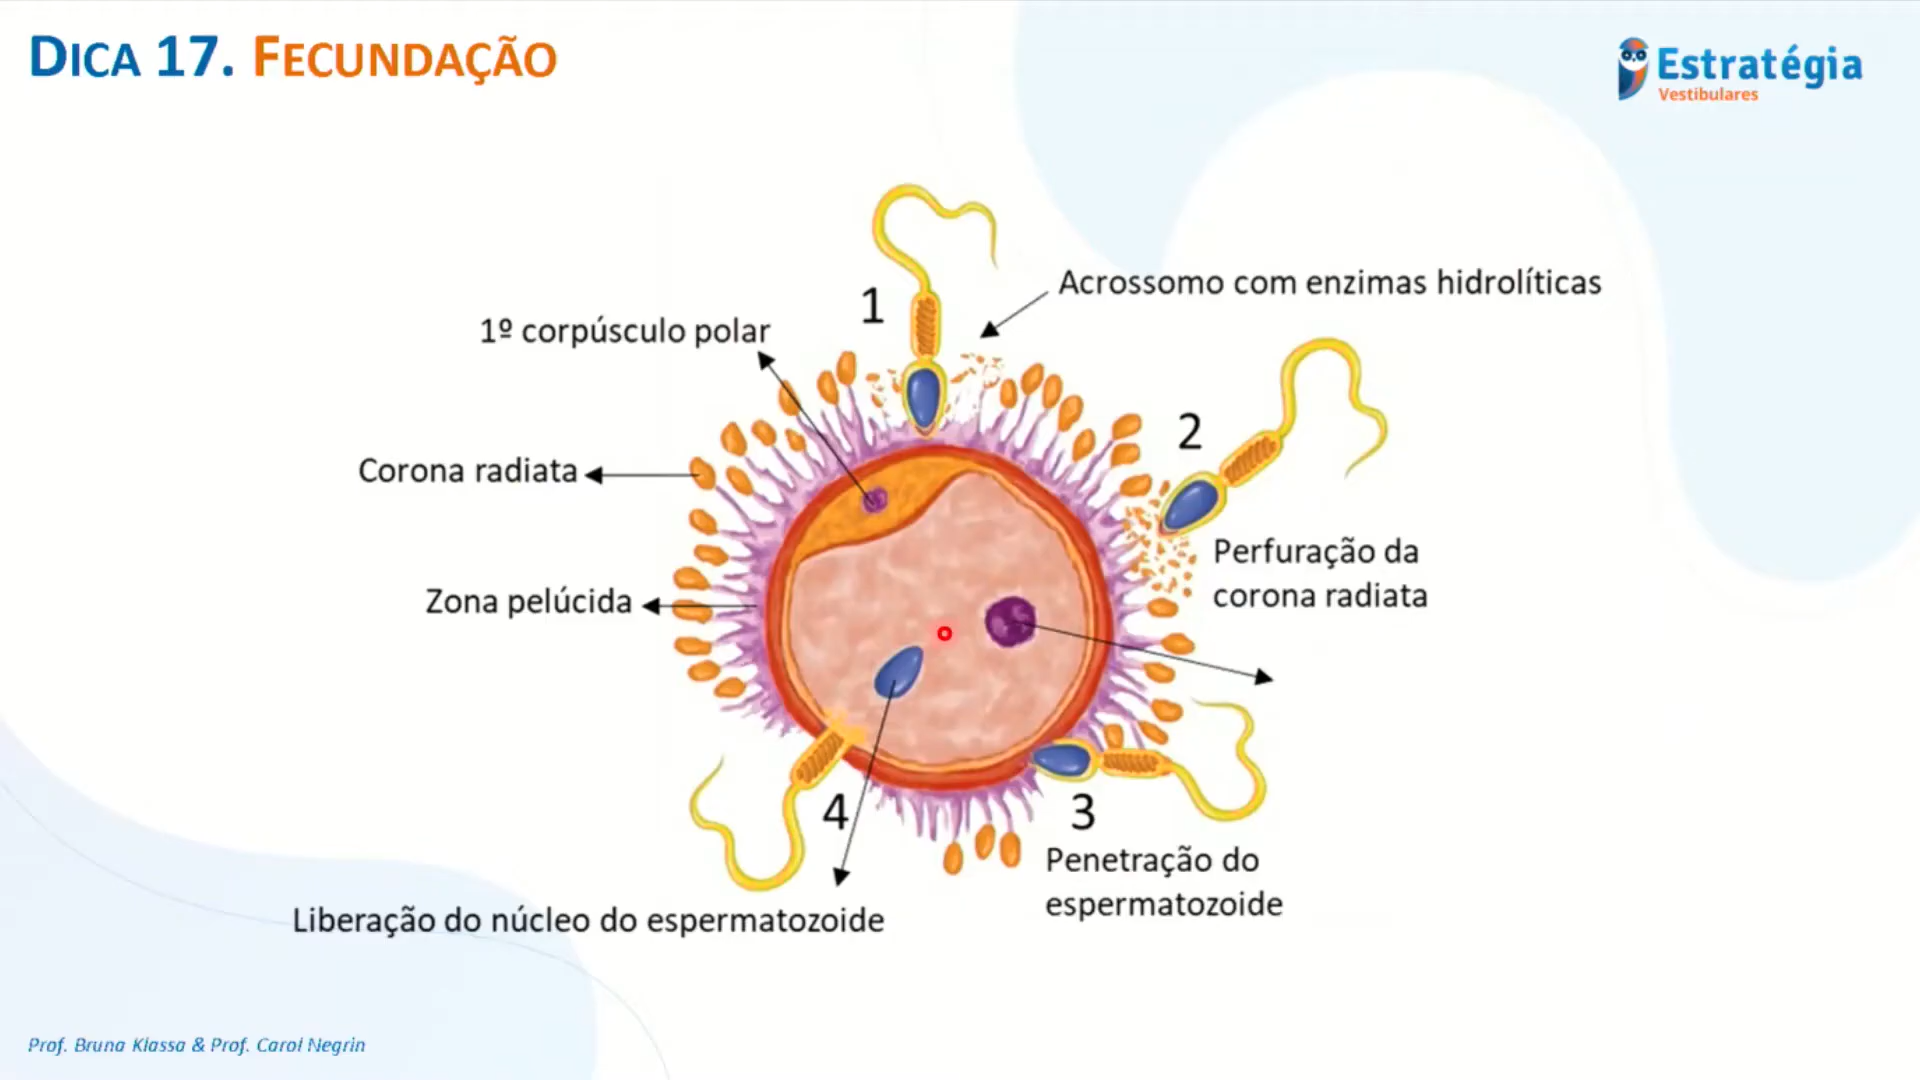 DICA 17. FECUNDAÇÃO
Estratégia
Vestibulares
1
Acrossomo com enzimas hidrolíticas
1º corpúsculo polar
2
Corona radiata
Perfuração da
corona radiata
Zona pelúcida
4
3
Penetração do
espermatozoide
Liberação do núcleo do espermatozoide
Prof. Bruna Klassa & Prof. Carol Negrin